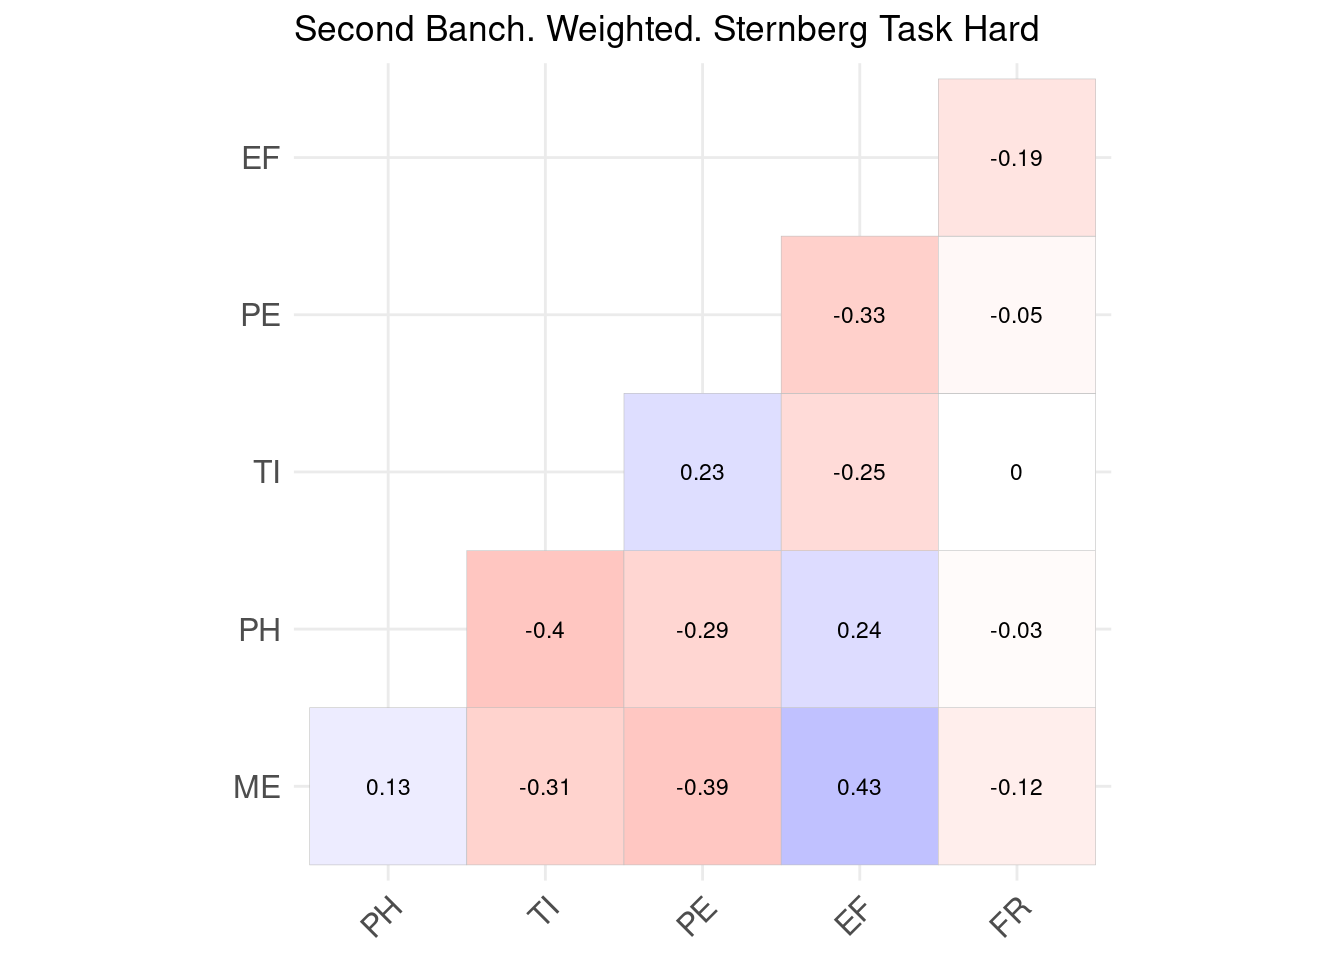 Second Banch. Weighted. Sternberg Task Hard
EF -0.19
PE -0.33 -0.05
TI 0.23 -0.25 0
PH -0.4 -0.29 0.24 -0.03
ME 0.13 -0.31 -0.39 0.43 -0.12
PH TI PE EF FR